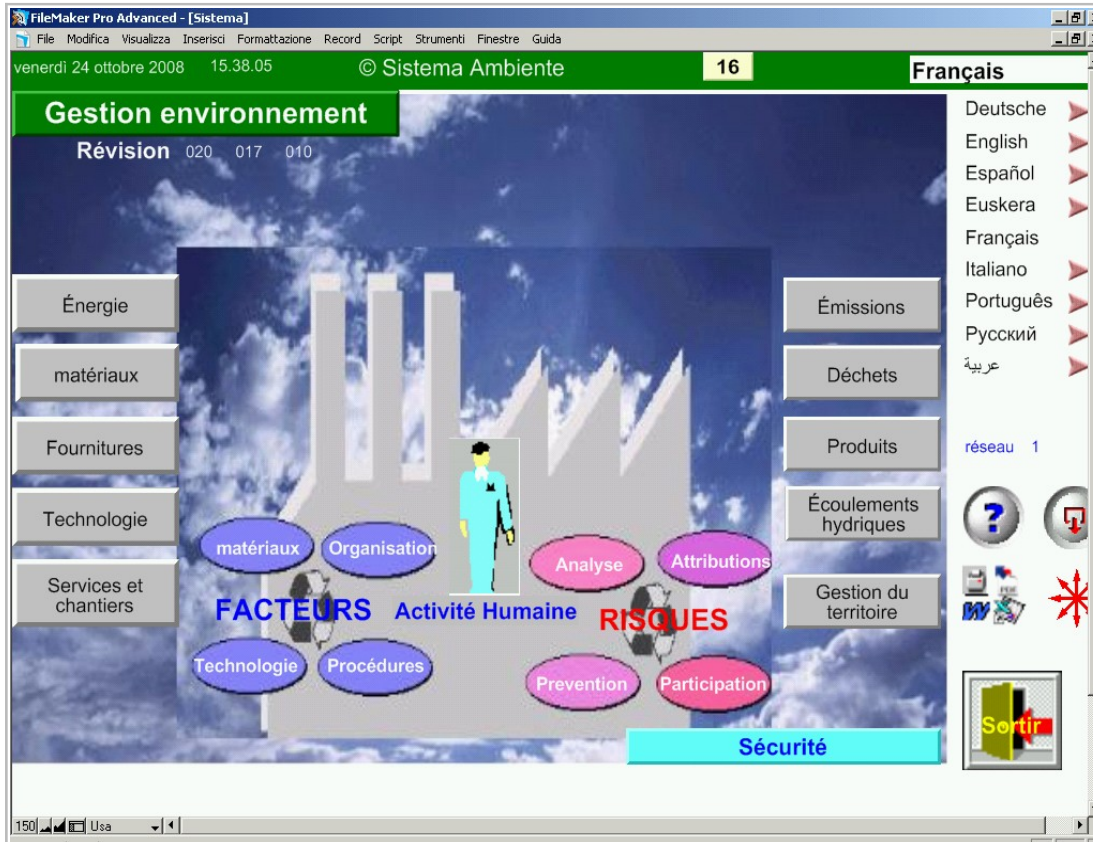 FileMaker Pro Advanced - [Sistema]
File Modifica Visualizza Inserisci Formattazione Record Script Strumenti Finestre Guida
venerdì 24 ottobre 2008 15.38.05 © Sistema Ambiente 16 Français
Gestion environnement
Révision 020 017 010
Énergie
matériaux
Fournitures
Technologie
Services et
chantiers
matériaux
Organisation
FACTEURS
Technologie
Procédures
Activité Humaine
Analyse
Attributions
RISQUES
Prevention
Participation
Émissions
Déchets
Produits
Écoulements
hydriques
Gestion du
territoire
Sécurité
Deutsche
English
Español
Euskera
Français
Italiano
Português
Русский
عربية
réseau 1
?
W
Sortir
150 Usa